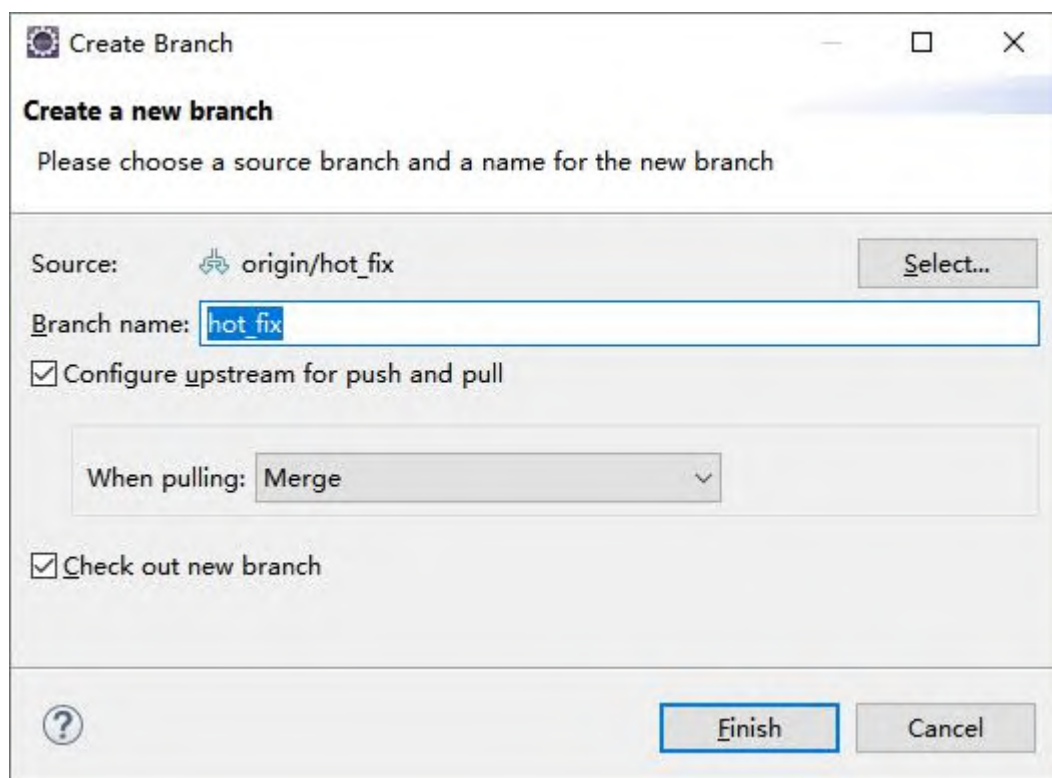 Create Branch
Create a new branch
Please choose a source branch and a name for the new branch
Source: origin/hot_fix Select...
Branch name: hot_fix
Configure upstream for push and pull
When pulling: Merge
Check out new branch
? Finish Cancel